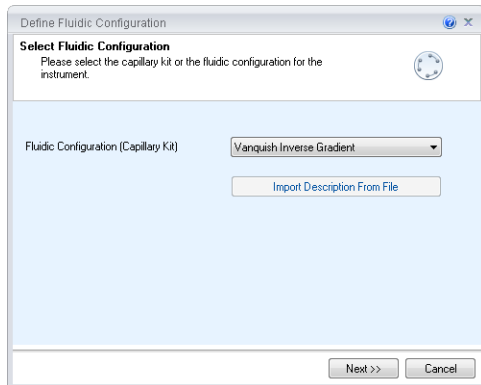 Define Fluidic Configuration
Select Fluidic Configuration
Please select the capillary kit or the fluidic configuration for the
instrument.
Fluidic Configuration (Capillary Kit)
Vanquish Inverse Gradient
Import Description From File
Next >>
Cancel